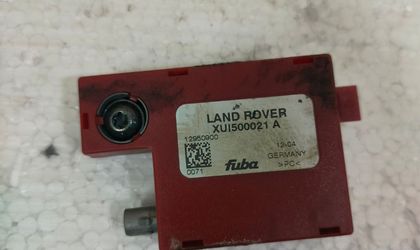 LAND ROVER
XUI500021 A
12950900
12-04
GERMANY
0071 fuba >PC<